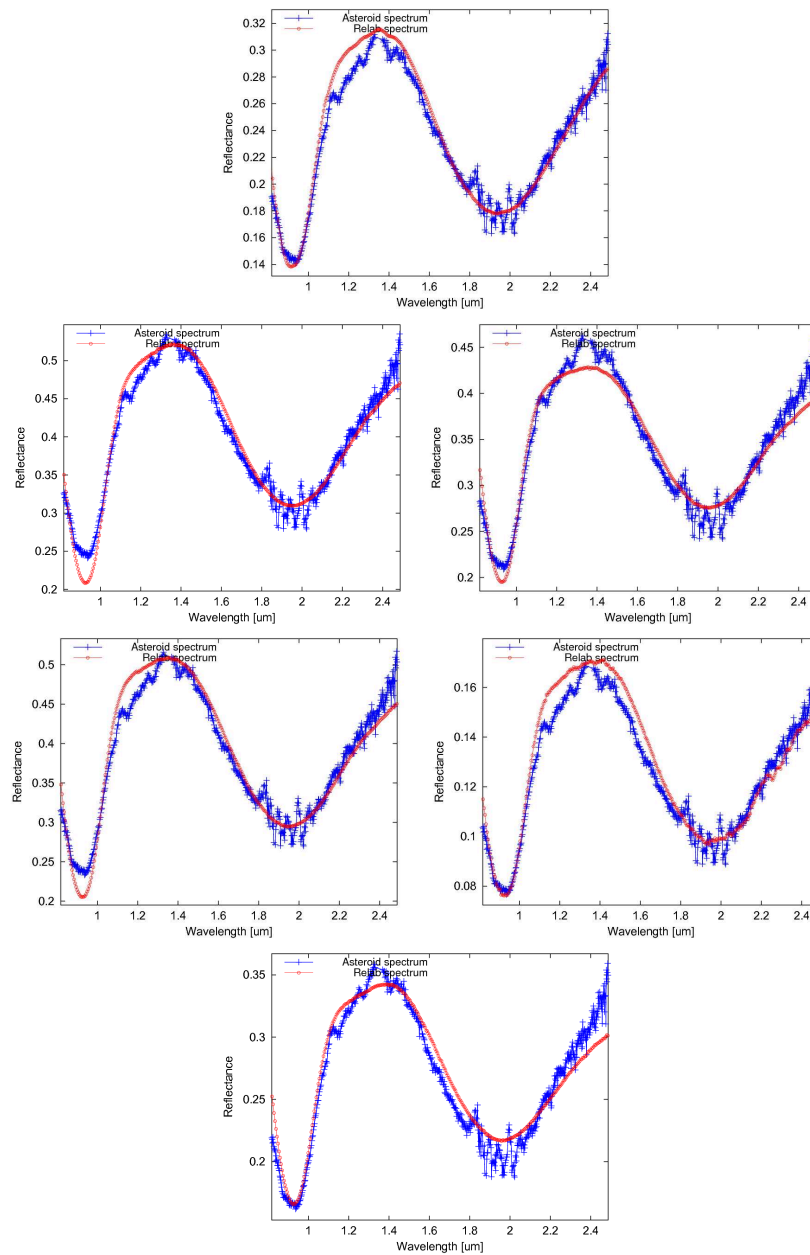 0.32
0.3
0.28
0.26
0.24
0.22
0.2
0.18
0.16
0.14
Reflectance
Asteroid spectrum
Relab spectrum
1 1.2 1.4 1.6 1.8 2 2.2 2.4
Wavelength [um]
0.5
0.45
0.4
0.35
0.3
0.25
0.2
Reflectance
Asteroid spectrum
Relab spectrum
1 1.2 1.4 1.6 1.8 2 2.2 2.4
Wavelength [um]
0.45
0.4
0.35
0.3
0.25
0.2
Reflectance
Asteroid spectrum
Relab spectrum
1 1.2 1.4 1.6 1.8 2 2.2 2.4
Wavelength [um]
0.5
0.45
0.4
0.35
0.3
0.25
0.2
Reflectance
Asteroid spectrum
Relab spectrum
1 1.2 1.4 1.6 1.8 2 2.2 2.4
Wavelength [um]
0.16
0.14
0.12
0.1
0.08
Reflectance
Asteroid spectrum
Relab spectrum
1 1.2 1.4 1.6 1.8 2 2.2 2.4
Wavelength [um]
0.35
0.3
0.25
0.2
Reflectance
Asteroid spectrum
Relab spectrum
1 1.2 1.4 1.6 1.8 2 2.2 2.4
Wavelength [um]